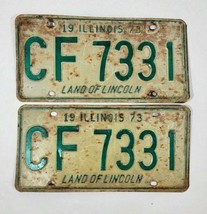 19 ILLINOIS 73
CF 7331
LAND OF LINCOLN
19 ILLINOIS 73
CF 7331
LAND OF LINCOLN